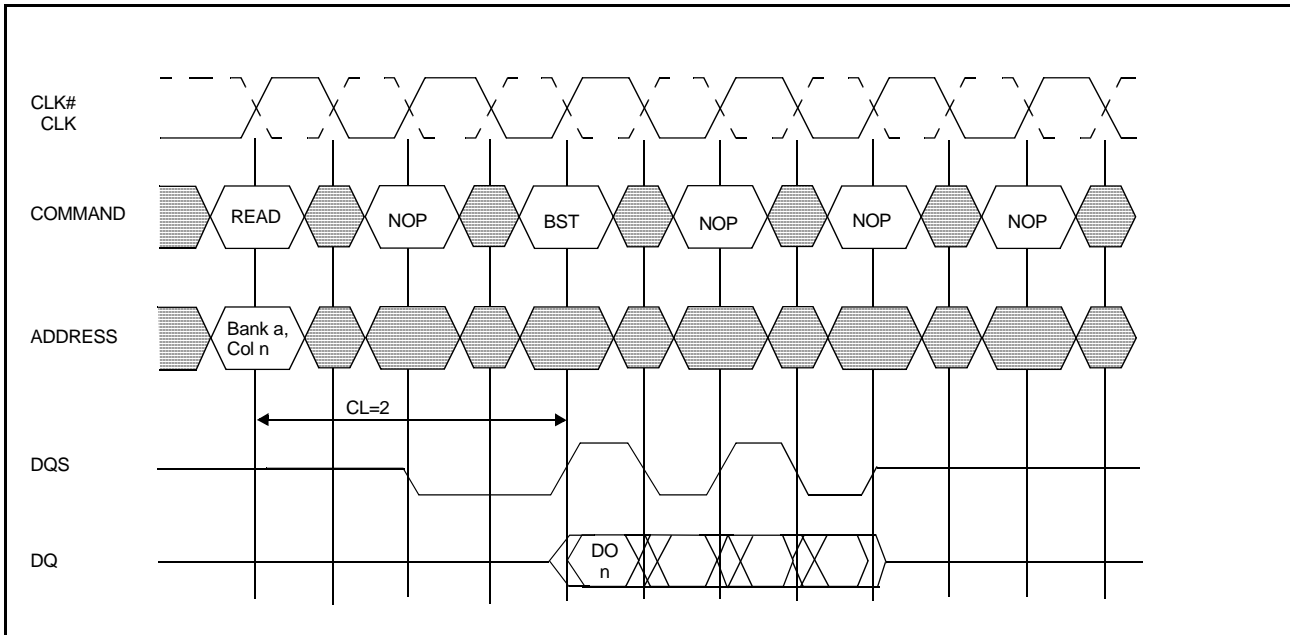 CLK#
CLK
COMMAND
READ
NOP
BST
NOP
NOP
NOP
ADDRESS
Bank a,
Col n
CL=2
DQS
DQ
DO
n